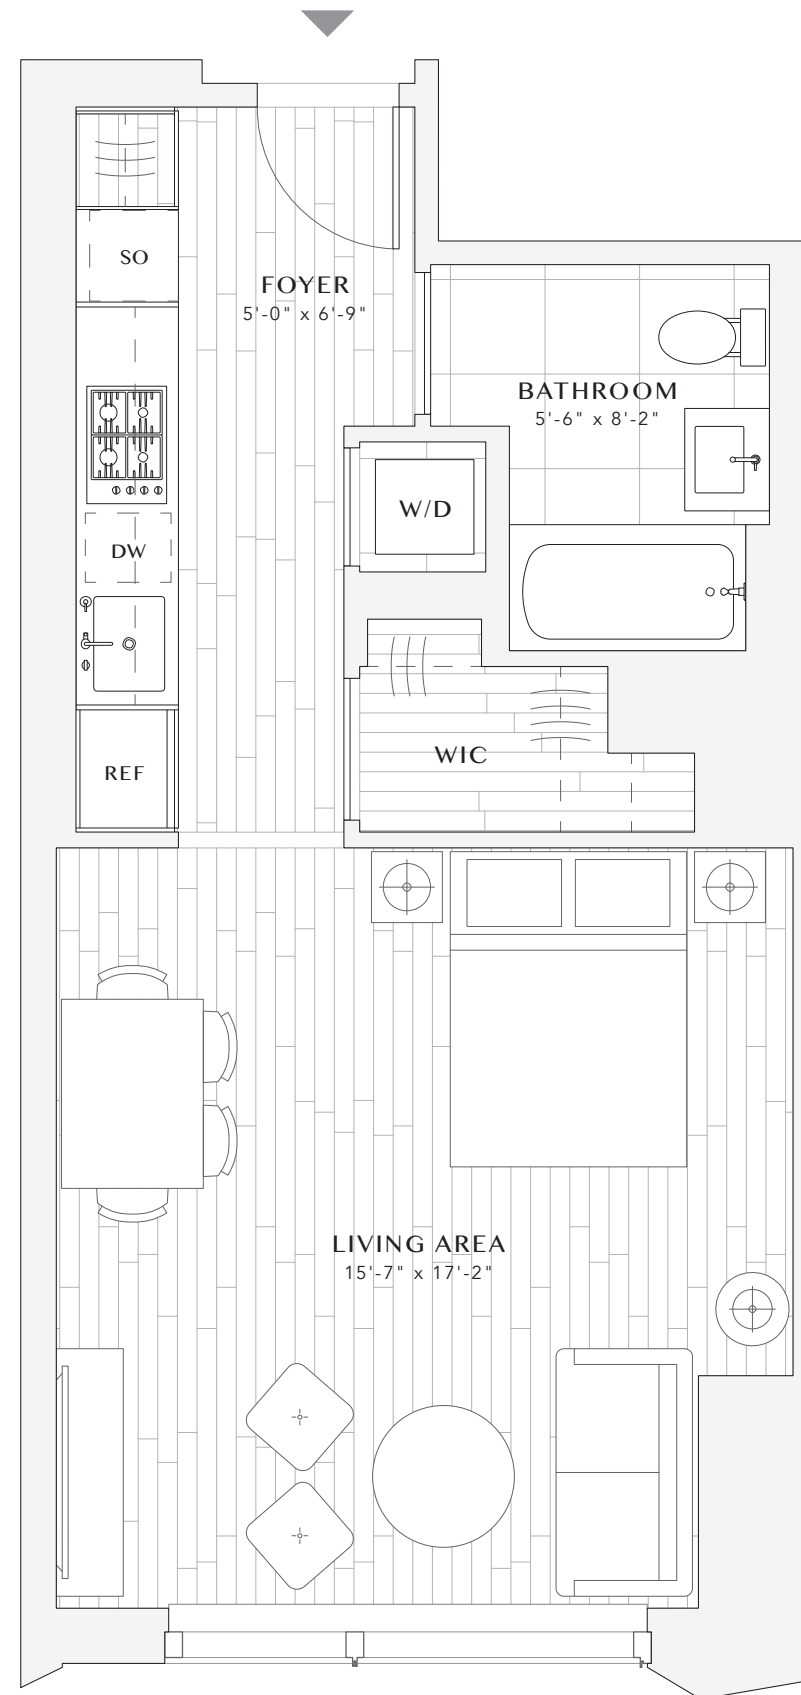 SO
FOYER
5'-0" x 6'-9"
BATHROOM
5'-6" x 8'-2"
W/D
DW
WIC
REF
LIVING AREA
15'-7" x 17'-2"